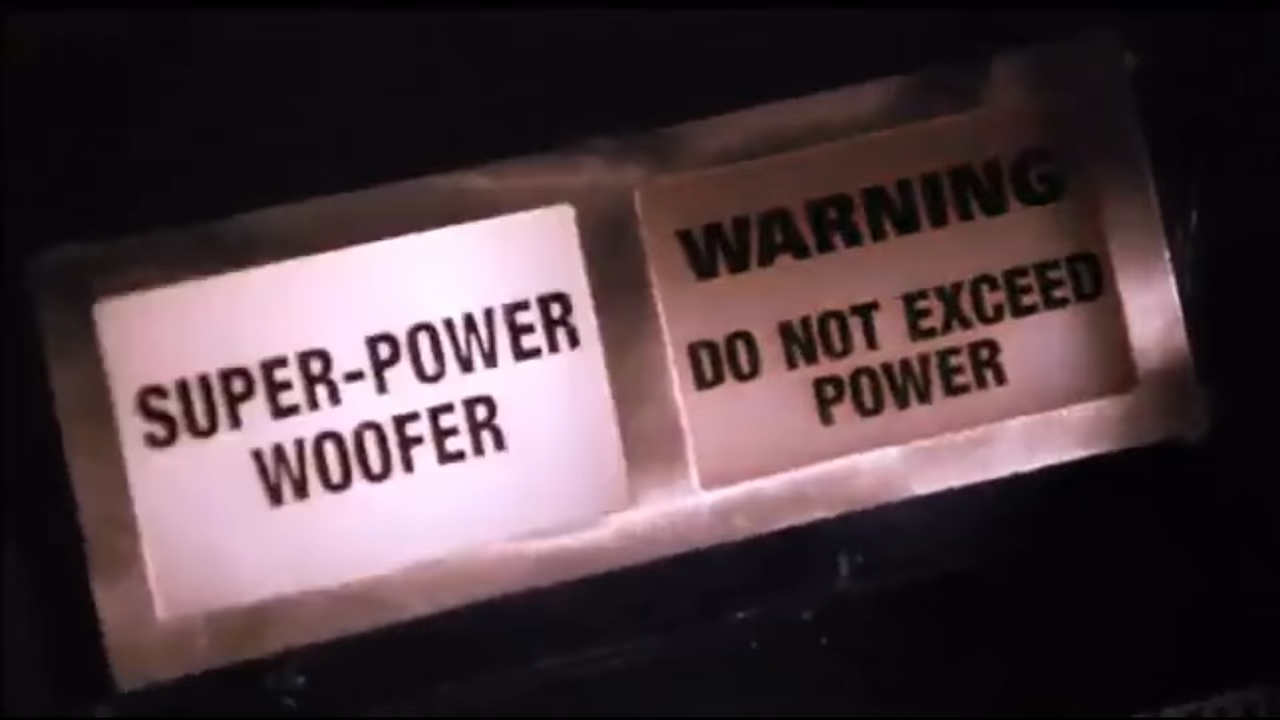 SUPER-POWER
WOOFER
WARNING
DO NOT EXCEED
POWER